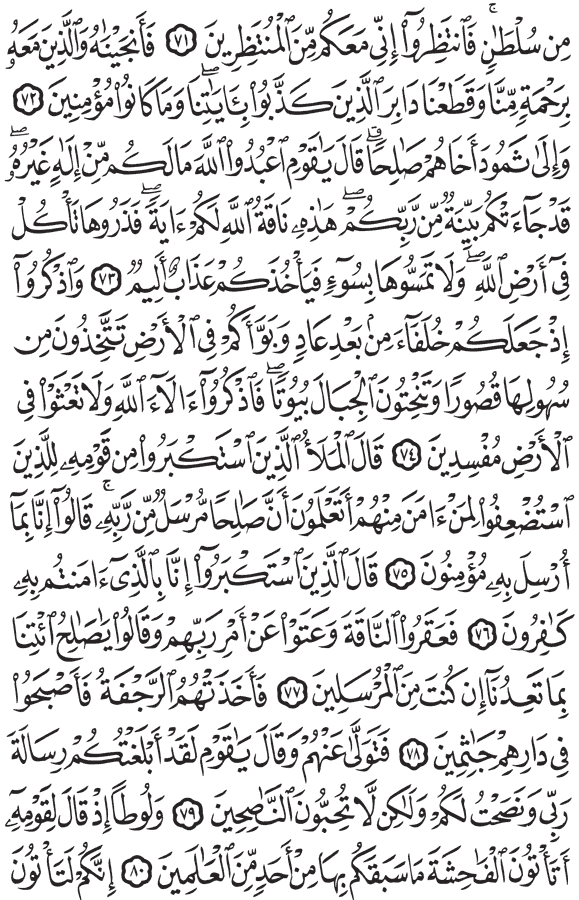 مِن سُلْطَٰنٍۚ فَٱنتَظِرُوٓا۟ إِنِّى مَعَكُم مِّنَ ٱلْمُنتَظِرِينَ ٧١ فَأَنجَيْنَٰهُ وَٱلَّذِينَ مَعَهُۥ
بِرَحْمَةٍ مِّنَّا وَقَطَعْنَا دَابِرَ ٱلَّذِينَ كَذَّبُوا۟ بِـَٔايَٰتِنَاۖ وَمَا كَانُوا۟ مُؤْمِنِينَ ٧٢
وَإِلَىٰ ثَمُودَ أَخَاهُمْ صَٰلِحًاۗ قَالَ يَٰقَوْمِ ٱعْبُدُوا۟ ٱللَّهَ مَا لَكُم مِّنْ إِلَٰهٍ غَيْرُهُۥۖ
قَدْ جَآءَتْكُم بَيِّنَةٌ مِّن رَّبِّكُمْۖ هَٰذِهِۦ نَاقَةُ ٱللَّهِ لَكُمْ ءَايَةًۖ فَذَرُوهَا تَأْكُلْ
فِىٓ أَرْضِ ٱللَّهِۖ وَلَا تَمَسُّوهَا بِسُوٓءٍ فَيَأْخُذَكُمْ عَذَابٌ أَلِيمٌ ٧٣ وَٱذْكُرُوٓا۟
إِذْ جَعَلَكُمْ خُلَفَآءَ مِنۢ بَعْدِ عَادٍ وَبَوَّأَكُمْ فِى ٱلْأَرْضِ تَتَّخِذُونَ مِن
سُهُولِهَا قُصُورًا وَتَنْحِتُونَ ٱلْجِبَالَ بُيُوتًاۖ فَٱذْكُرُوٓا۟ ءَالَآءَ ٱللَّهِ وَلَا تَعْثَوْا۟ فِى
ٱلْأَرْضِ مُفْسِدِينَ ٧٤ قَالَ ٱلْمَلَأُ ٱلَّذِينَ ٱسْتَكْبَرُوا۟ مِن قَوْمِهِۦ لِلَّذِينَ
ٱسْتُضْعِفُوا۟ لِمَنْ ءَامَنَ مِنْهُمْ أَتَعْلَمُونَ أَنَّ صَٰلِحًا مُّرْسَلٌ مِّن رَّبِّهِۦۚ قَالُوٓا۟ إِنَّا بِمَآ
أُرْسِلَ بِهِۦ مُؤْمِنُونَ ٧٥ قَالَ ٱلَّذِينَ ٱسْتَكْبَرُوٓا۟ إِنَّا بِٱلَّذِىٓ ءَامَنتُم بِهِۦ
كَٰفِرُونَ ٧٦ فَعَقَرُوا۟ ٱلنَّاقَةَ وَعَتَوْا۟ عَنْ أَمْرِ رَبِّهِمْ وَقَالُوا۟ يَٰصَٰلِحُ ٱئْتِنَا
بِمَا تَعِدُنَآ إِن كُنتَ مِنَ ٱلْمُرْسَلِينَ ٧٧ فَأَخَذَتْهُمُ ٱلرَّجْفَةُ فَأَصْبَحُوا۟
فِى دَارِهِمْ جَٰثِمِينَ ٧٨ فَتَوَلَّىٰ عَنْهُمْ وَقَالَ يَٰقَوْمِ لَقَدْ أَبْلَغْتُكُمْ رِسَالَةَ
رَبِّى وَنَصَحْتُ لَكُمْ وَلَٰكِن لَّا تُحِبُّونَ ٱلنَّٰصِحِينَ ٧٩ وَلُوطًا إِذْ قَالَ لِقَوْمِهِۦٓ
أَتَأْتُونَ ٱلْفَٰحِشَةَ مَا سَبَقَكُم بِهَا مِنْ أَحَدٍ مِّنَ ٱلْعَٰلَمِينَ ٨٠ إِنَّكُمْ لَتَأْتُونَ